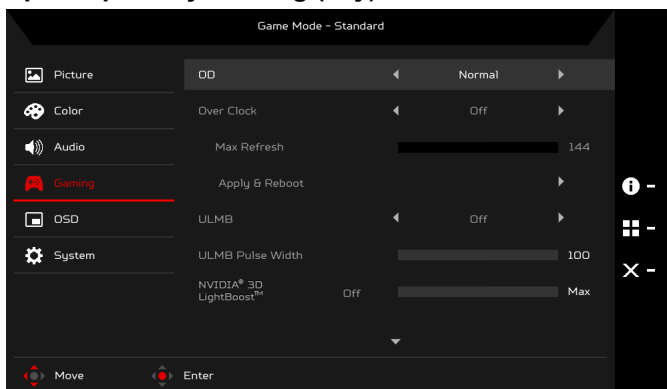 Game Mode - Standard
Picture
OD
Normal
Color
Over Clock
Off
Audio
Max Refresh
144
Gaming
Apply & Reboot
OSD
ULMB
Off
System
ULMB Pulse Width
100
NVIDIA® 3D
LightBoost™
Off
Max
Move
Enter